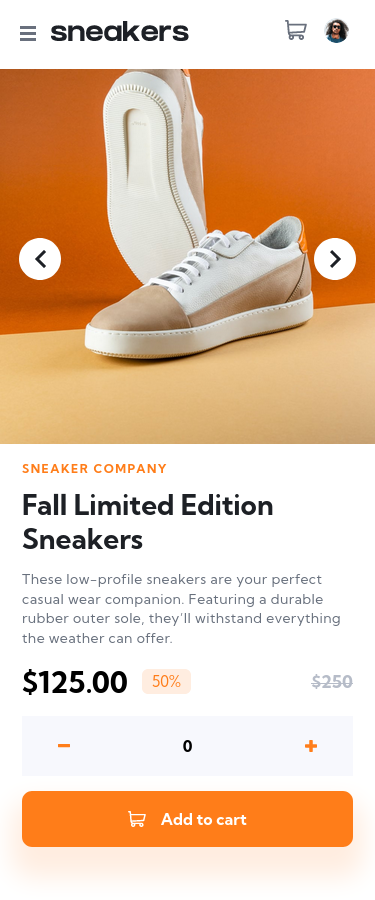 sneakers
SNEAKER COMPANY
Fall Limited Edition
Sneakers
These low-profile sneakers are your perfect
casual wear companion. Featuring a durable
rubber outer sole, they'll withstand everything
the weather can offer.
$125.00 50% $250
0
Add to cart